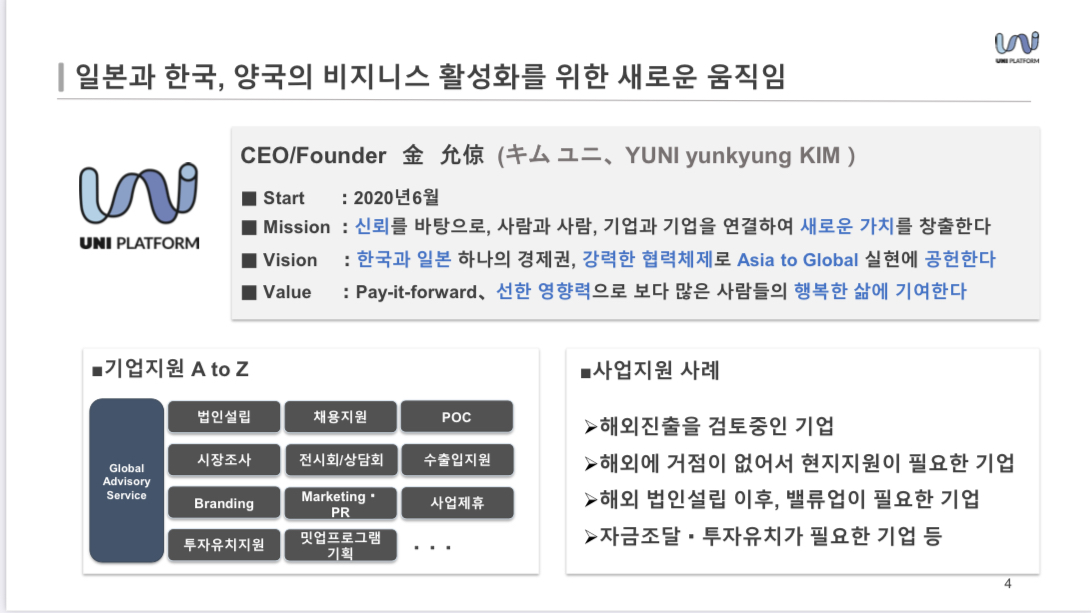 UNI PLATFORM
일본과 한국, 양국의 비지니스 활성화를 위한 새로운 움직임
UNI PLATFORM
CEO/Founder 金 允倞 (キム ユニ、YUNI yunkyung KIM )
■ Start : 2020년6월
■ Mission : 신뢰를 바탕으로, 사람과 사람, 기업과 기업을 연결하여 새로운 가치를 창출한다
■ Vision : 한국과 일본 하나의 경제권, 강력한 협력체제로 Asia to Global 실현에 공헌한다
■ Value : Pay-it-forward、선한 영향력으로 보다 많은 사람들의 행복한 삶에 기여한다
■기업지원 A to Z
Global
Advisory
Service
법인설립
채용지원
POC
시장조사
전시회/상담회
수출입지원
Branding
Marketing・
PR
사업제휴
투자유치지원
밋업프로그램
기획
・・・
■사업지원 사례
➢해외진출을 검토중인 기업
➢해외에 거점이 없어서 현지지원이 필요한 기업
➢해외 법인설립 이후, 밸류업이 필요한 기업
➢자금조달・투자유치가 필요한 기업 등
4